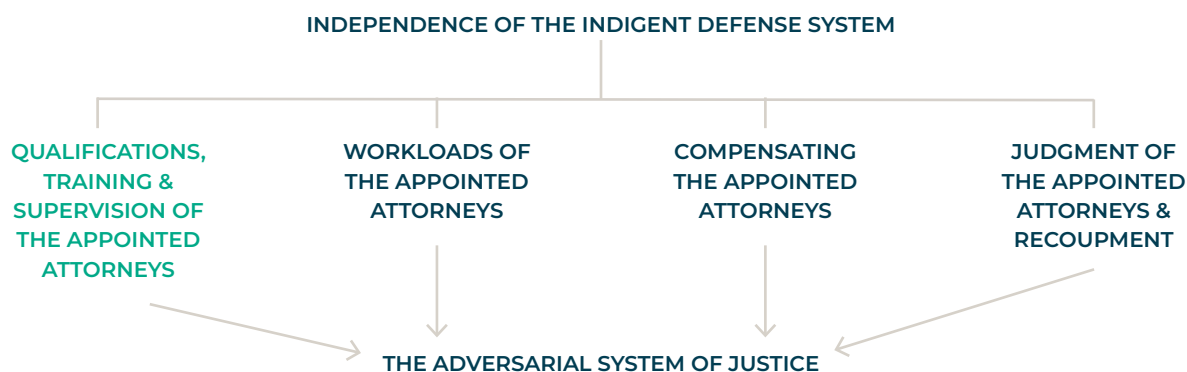 INDEPENDENCE OF THE INDIGENT DEFENSE SYSTEM
QUALIFICATIONS,
TRAINING &
SUPERVISION OF
THE APPOINTED
ATTORNEYS
WORKLOADS OF
THE APPOINTED
ATTORNEYS
COMPENSATING
THE APPOINTED
ATTORNEYS
JUDGMENT OF
THE APPOINTED
ATTORNEYS &
RECOUPMENT
THE ADVERSARIAL SYSTEM OF JUSTICE